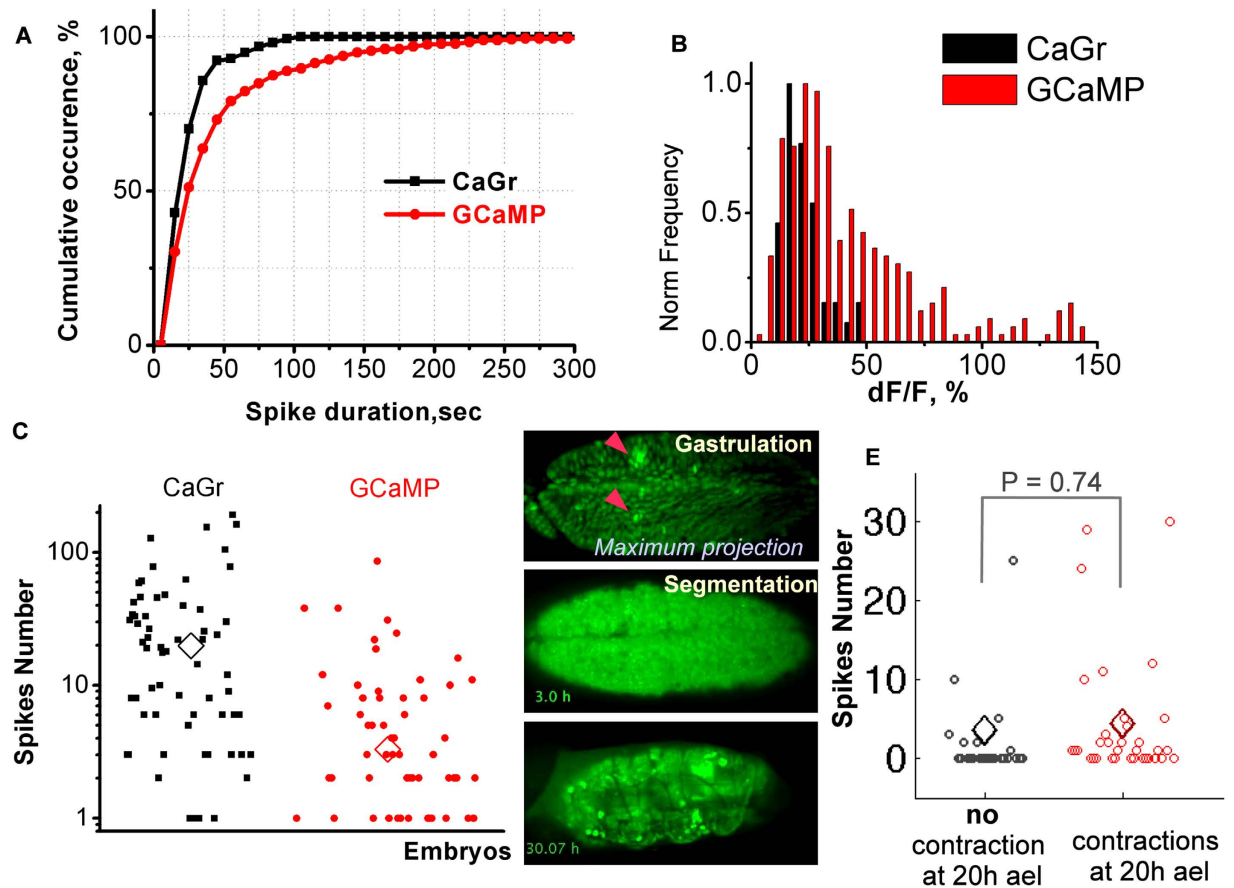 A
Cumulative occurence, %
100
50
0
CaGr
GCaMP
0 50 100 150 200 250 300
Spike duration,sec
B
CaGr
GCaMP
Norm Frequency
1.0
0.5
0.0
0 50 100 150
dF/F, %
C
CaGr GCaMP
Spikes Number
100
10
1
Embryos
Gastrulation
Maximum projection
Segmentation
3.0 h
30.07 h
E
P = 0.74
Spikes Number
30
20
10
0
no
contraction
at 20h ael
contractions
at 20h ael